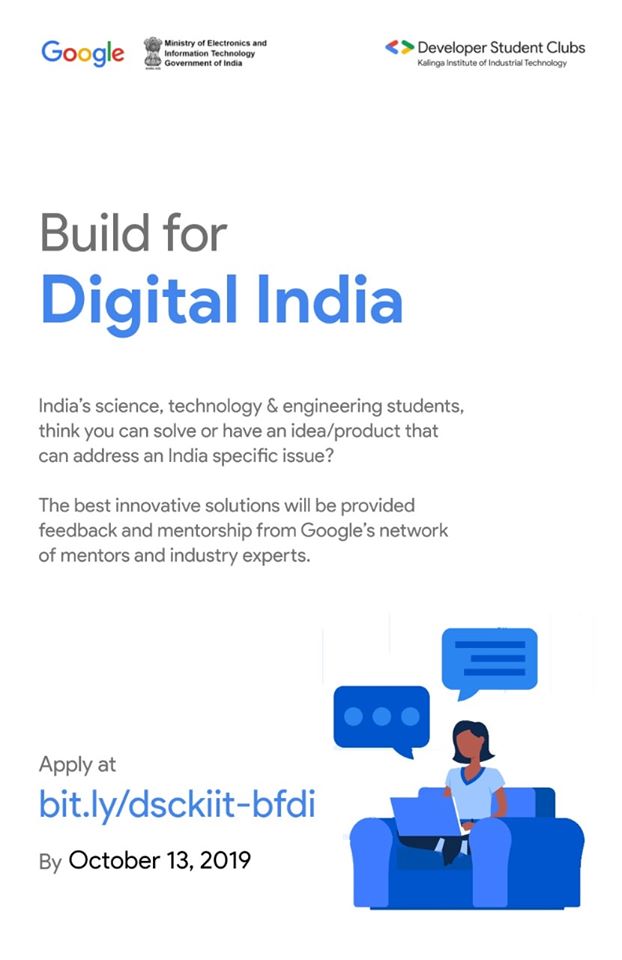 Google
Ministry of Electronics and
Information Technology
Government of India
Developer Student Clubs
Kalinga Institute of Industrial Technology
Build for
Digital India
India's science, technology & engineering students,
think you can solve or have an idea/product that
can address an India specific issue?
The best innovative solutions will be provided
feedback and mentorship from Google's network
of mentors and industry experts.
Apply at
bit.ly/dsckiit-bfdi
By October 13, 2019